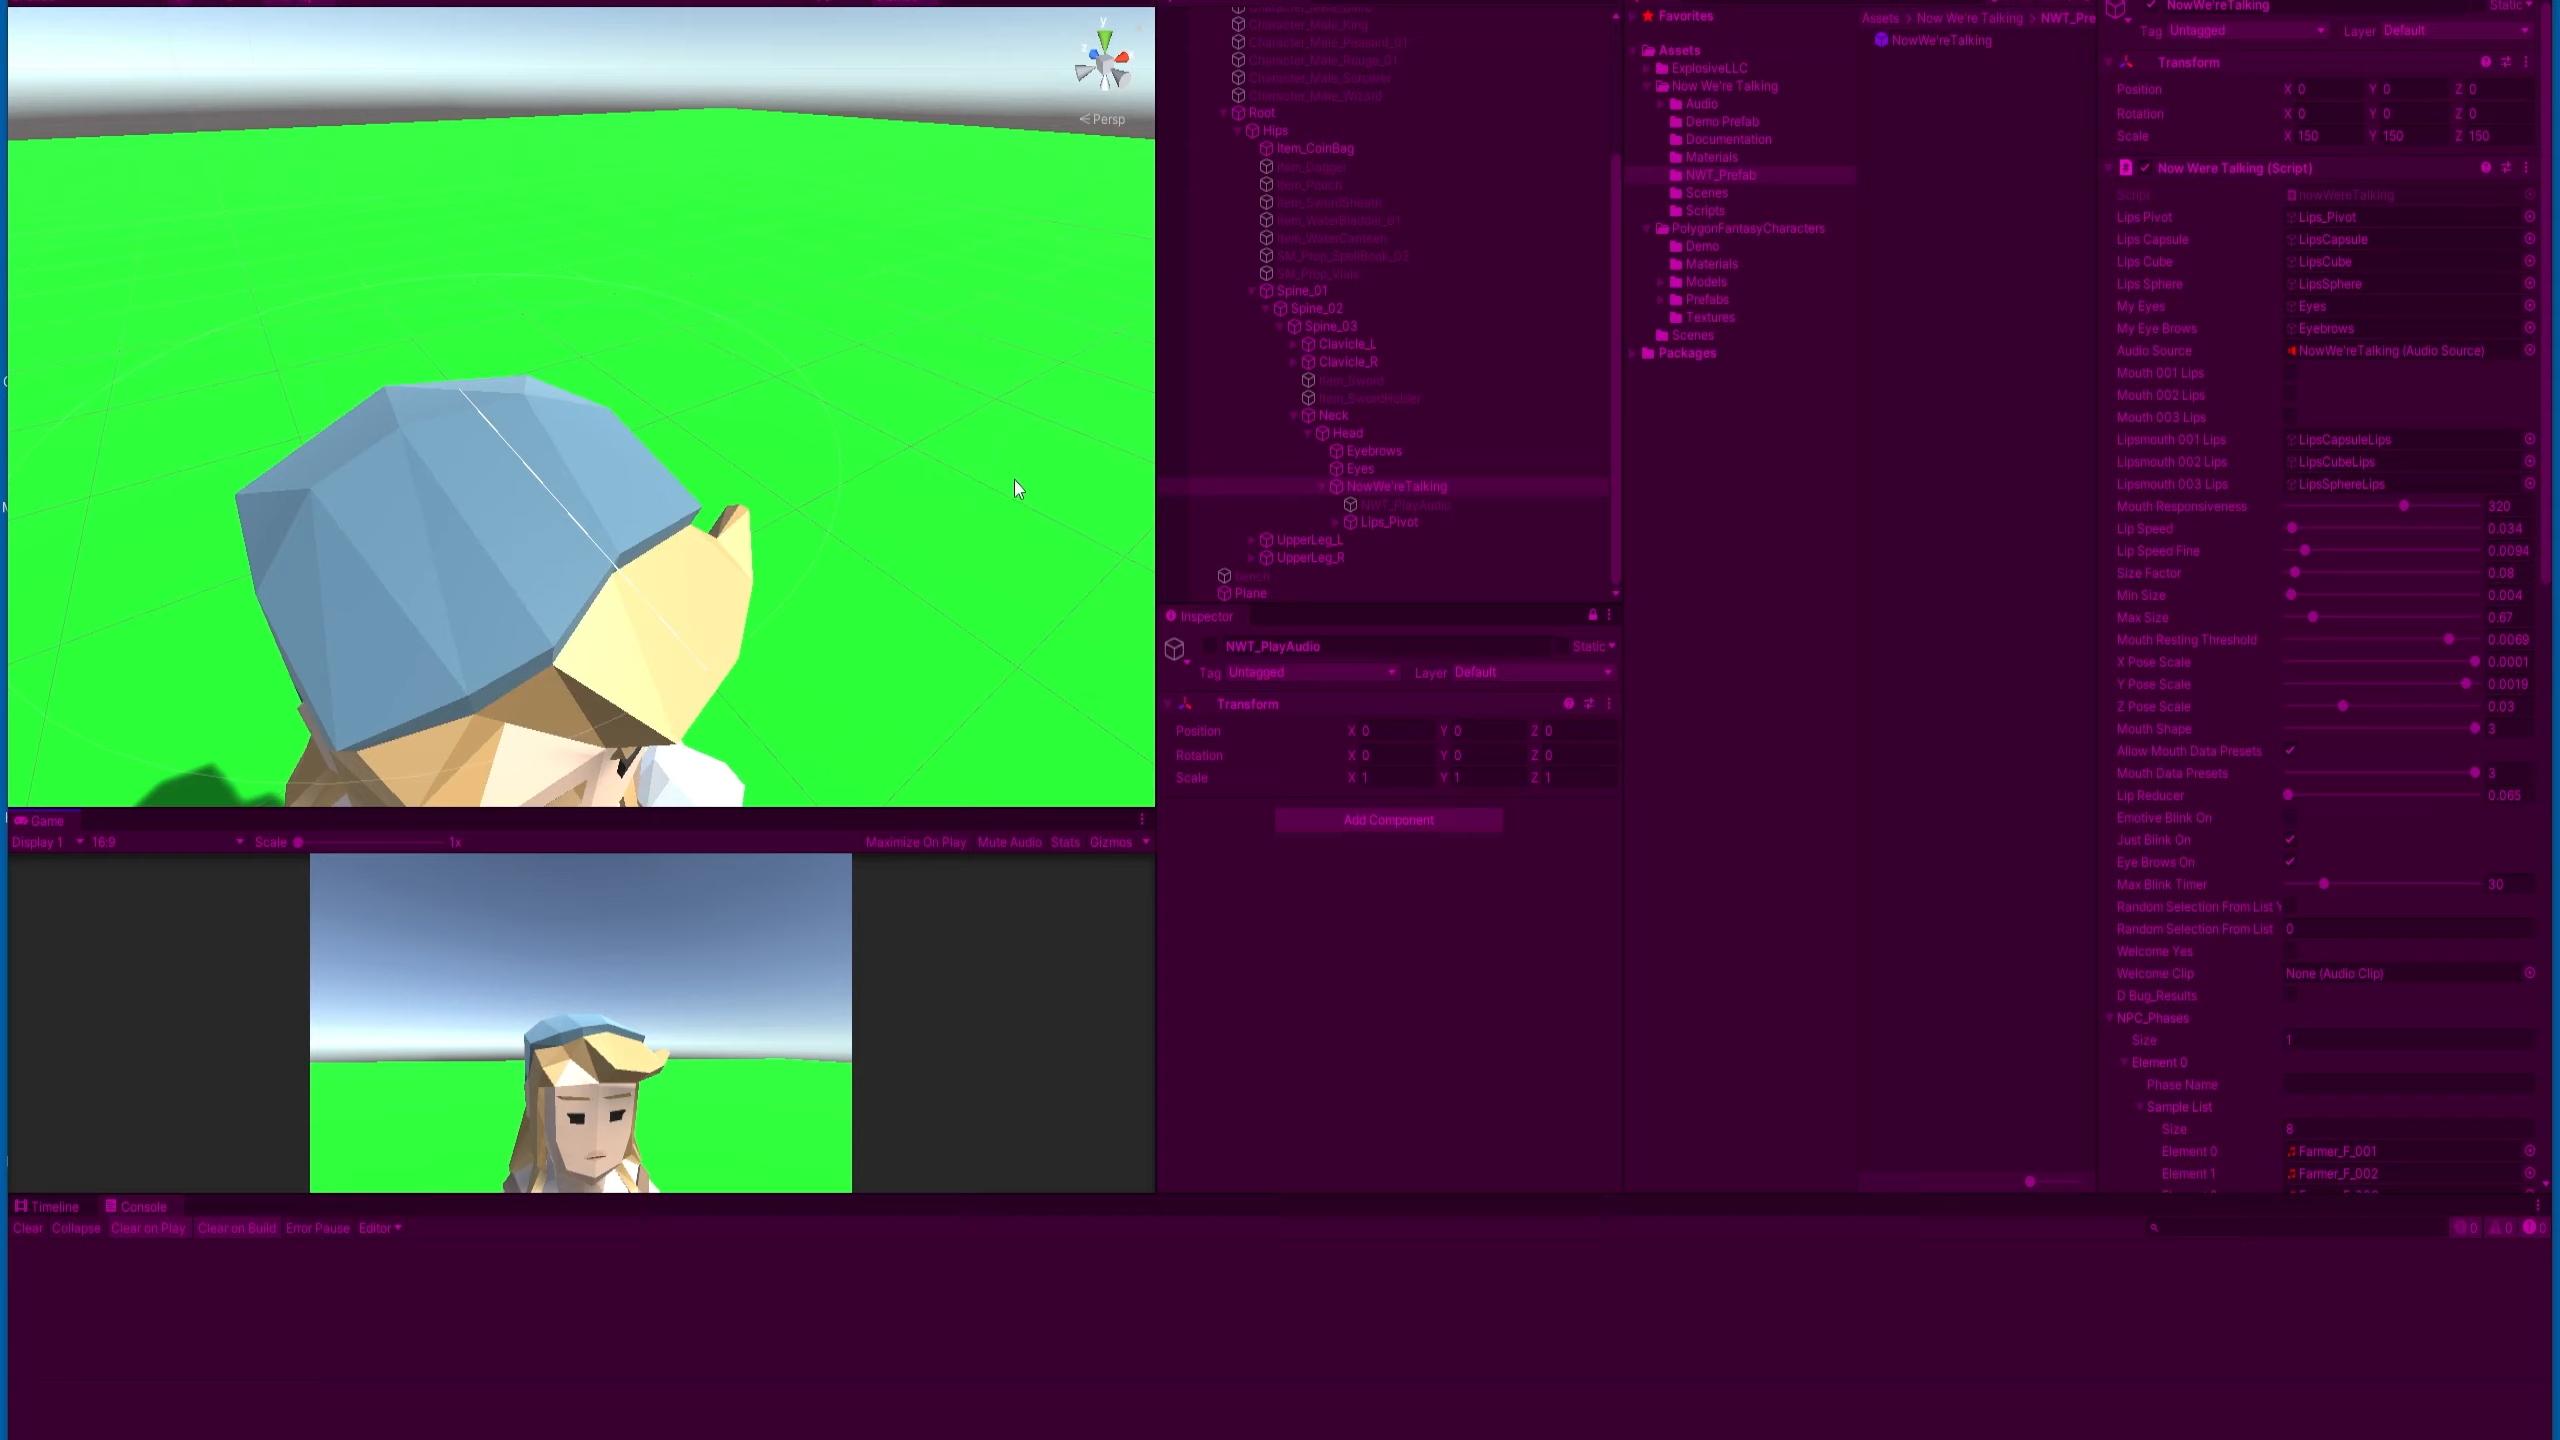 y
z
Persp
Game
Display 1
16:9
Scale
1x
Maximize On Play
Mute Audio
Stats
Gizmos
Character_Male_King
Character_Male_Peasant_01
Character_Male_Rouge_01
Character_Male_Sorcerer
Character_Male_Wizard
Root
Hips
Item_CoinBag
Item_Dagger
Item_Pouch
Item_SwordSheath
Item_WaterBladder_01
Item_WaterCanteen
SM_Prop_SpellBook_03
SM_Prop_Vials
Spine_01
Spine_02
Spine_03
Clavicle_L
Clavicle_R
Item_Sword
Item_SwordHolder
Neck
Head
Eyebrows
Eyes
NowWe'reTalking
NWT_PlayAudio
Lips_Pivot
UpperLeg_L
UpperLeg_R
bench
Plane
Inspector
NWT_PlayAudio
Static
Tag Untagged
Layer Default
Transform
Position X 0 Y 0 Z 0
Rotation X 0 Y 0 Z 0
Scale X 1 Y 1 Z 1
Add Component
Favorites
Assets
ExplosiveLLC
Now We're Talking
Audio
Demo Prefab
Documentation
Materials
NWT_Prefab
Scenes
Scripts
PolygonFantasyCharacters
Demo
Materials
Models
Prefabs
Textures
Scenes
Packages
Assets > Now We're Talking > NWT_Pre
NowWe'reTalking
NowWe'reTalking
Static
Tag Untagged
Layer Default
Transform
Position X 0 Y 0 Z 0
Rotation X 0 Y 0 Z 0
Scale X 150 Y 150 Z 150
Now Were Talking (Script)
Script nowWereTalking
Lips Pivot Lips_Pivot
Lips Capsule LipsCapsule
Lips Cube LipsCube
Lips Sphere LipsSphere
My Eyes Eyes
My Eye Brows Eyebrows
Audio Source NowWe'reTalking (Audio Source)
Mouth 001 Lips
Mouth 002 Lips
Mouth 003 Lips
Lipsmouth 001 Lips LipsCapsuleLips
Lipsmouth 002 Lips LipsCubeLips
Lipsmouth 003 Lips LipsSphereLips
Mouth Responsiveness 320
Lip Speed 0.034
Lip Speed Fine 0.0094
Size Factor 0.08
Min Size 0.004
Max Size 0.67
Mouth Resting Threshold 0.0069
X Pose Scale 0.0001
Y Pose Scale 0.0019
Z Pose Scale 0.03
Mouth Shape 3
Allow Mouth Data Presets
Mouth Data Presets 3
Lip Reducer 0.065
Emotive Blink On
Just Blink On
Eye Brows On
Max Blink Timer 30
Random Selection From List Y
Random Selection From List 0
Welcome Yes
Welcome Clip None (Audio Clip)
D Bug_Results
NPC_Phases
Size 1
Element 0
Phase Name
Sample List
Size 8
Element 0 Farmer_F_001
Element 1 Farmer_F_002
Timeline
Console
Clear
Collapse
Clear on Play
Clear on Build
Error Pause
Editor
0
0
0